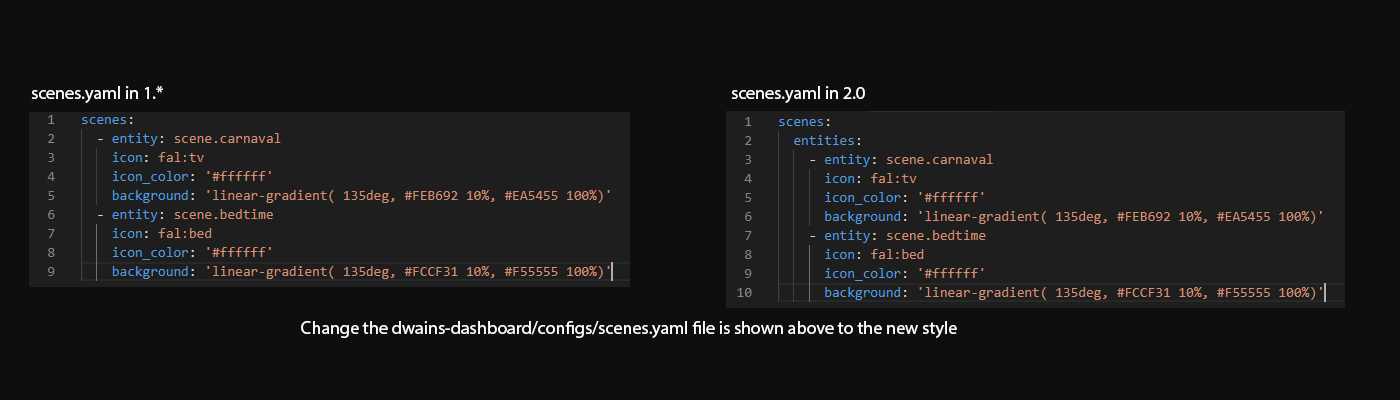 scenes.yaml in 1.*
1 scenes:
2   - entity: scene.carnaval
3     icon: fal:tv
4     icon_color: '#ffffff'
5     background: 'linear-gradient( 135deg, #FEB692 10%, #EA5455 100%)'
6   - entity: scene.bedtime
7     icon: fal:bed
8     icon_color: '#ffffff'
9     background: 'linear-gradient( 135deg, #FCCF31 10%, #F55555 100%)'
scenes.yaml in 2.0
1 scenes:
2   entities:
3     - entity: scene.carnaval
4       icon: fal:tv
5       icon_color: '#ffffff'
6       background: 'linear-gradient( 135deg, #FEB692 10%, #EA5455 100%)'
7     - entity: scene.bedtime
8       icon: fal:bed
9       icon_color: '#ffffff'
10       background: 'linear-gradient( 135deg, #FCCF31 10%, #F55555 100%)'
Change the dwains-dashboard/configs/scenes.yaml file is shown above to the new style